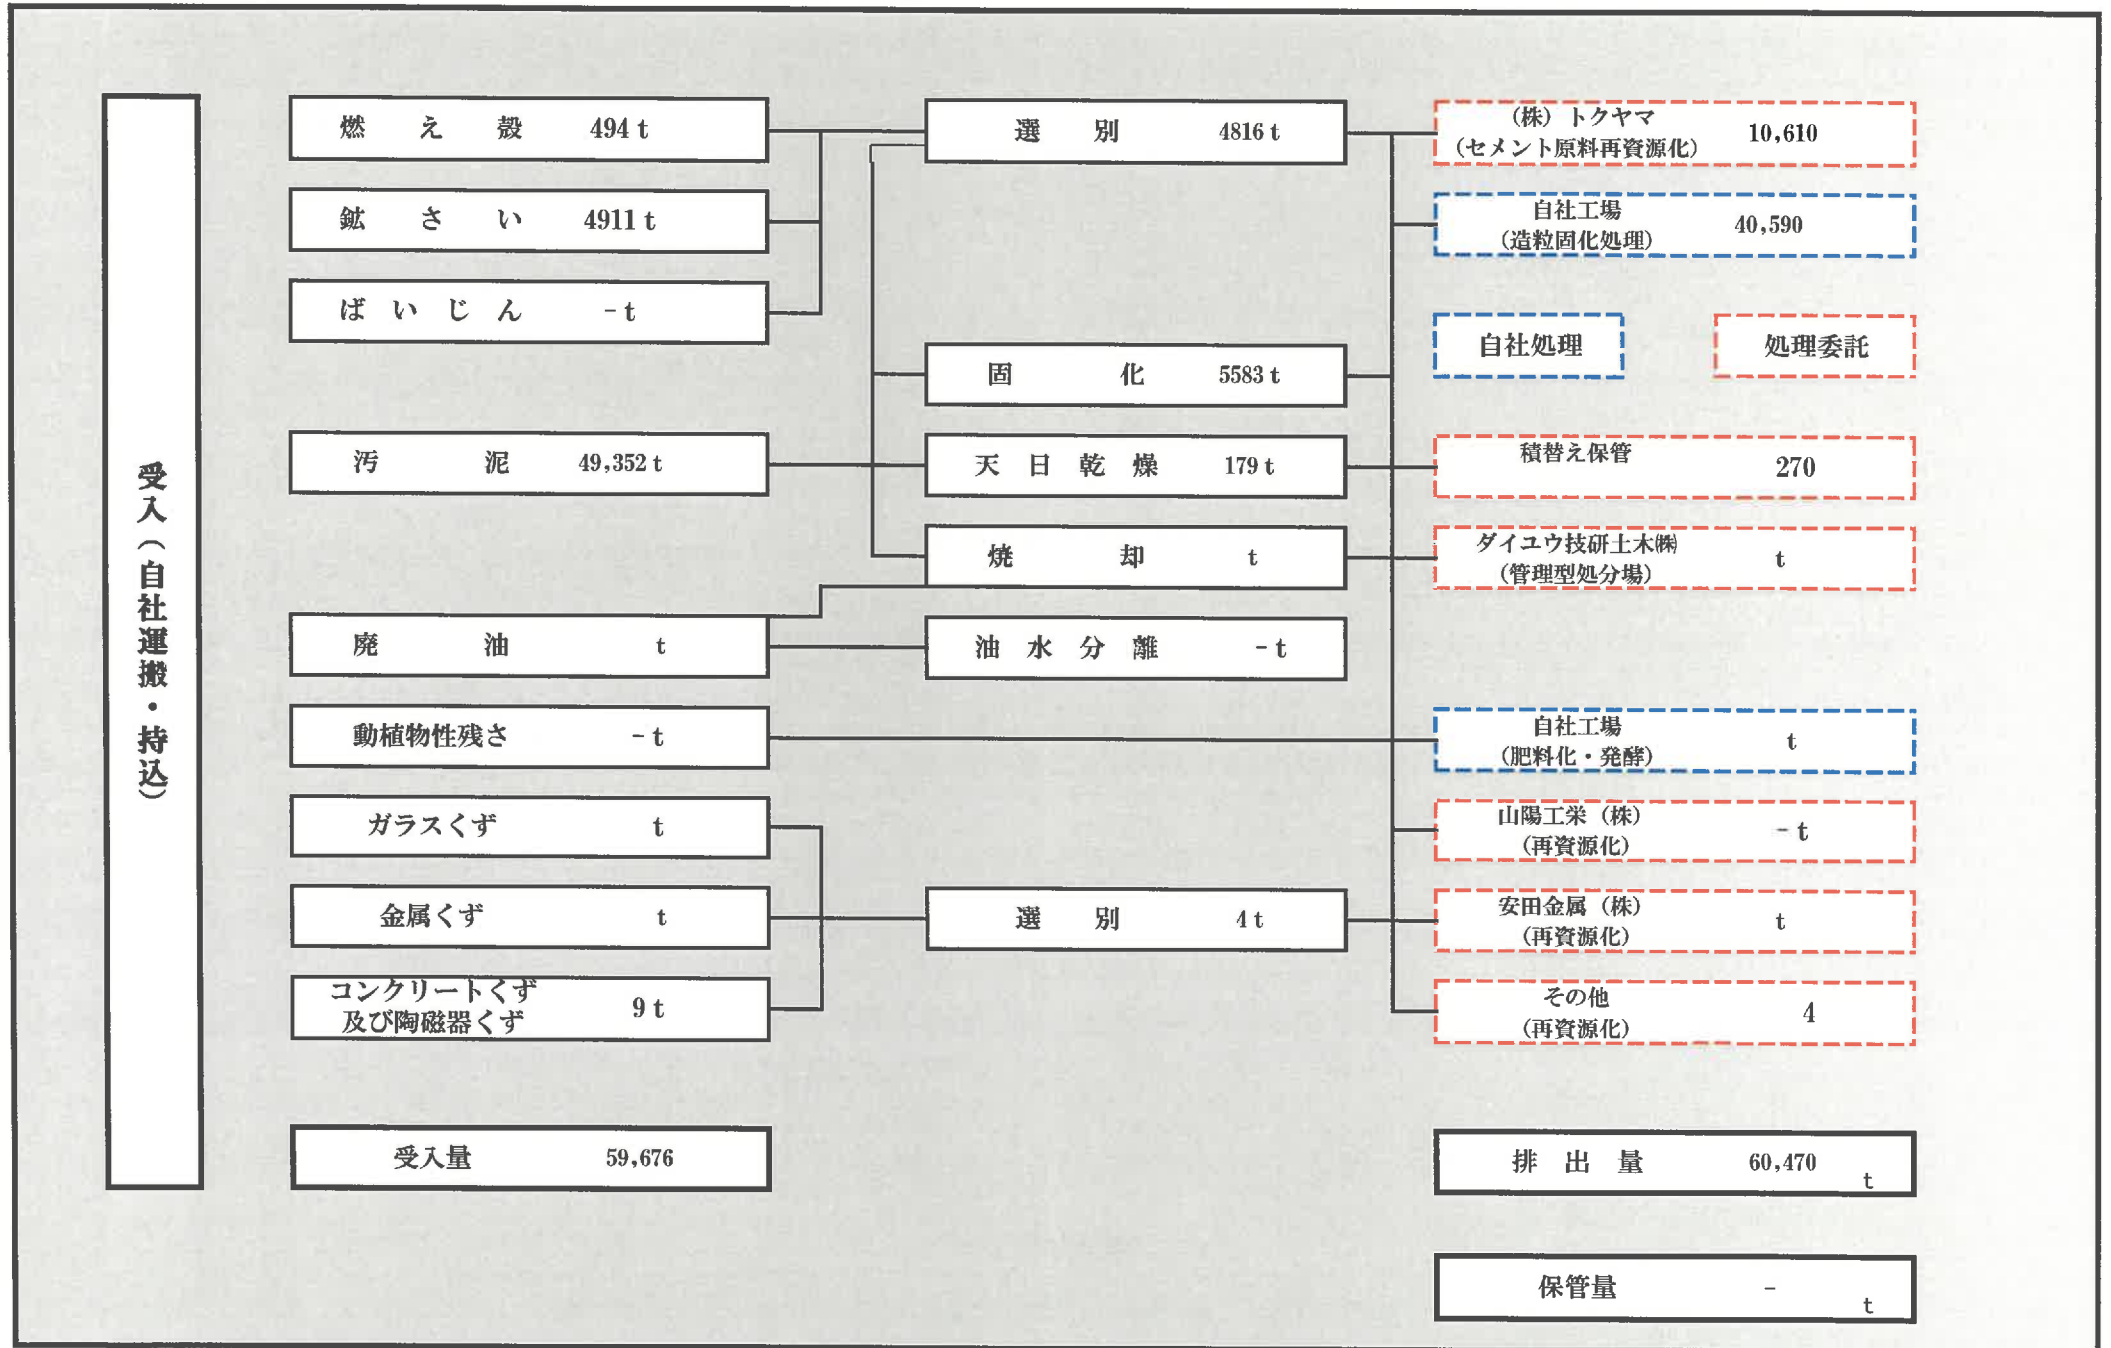 受入（自社運搬・持込）
燃え殻 494 t
鉱さい 4911 t
ばいじん - t
汚泥 49,352 t
廃油 t
動植物性残さ - t
ガラスくず t
金属くず t
コンクリートくず
及び陶磁器くず 9 t
受入量 59,676
選別 4816 t
固化 5583 t
天日乾燥 179 t
焼却 t
油水分離 - t
選別 4 t
（株）トクヤマ
（セメント原料再資源化） 10,610
自社工場
（造粒固化処理） 40,590
自社処理
処理委託
積替え保管 270
ダイユウ技研土木㈱
（管理型処分場） t
自社工場
（肥料化・発酵） t
山陽工栄（株）
（再資源化） - t
安田金属（株）
（再資源化） t
その他
（再資源化） 4
排出量 60,470 t
保管量 - t